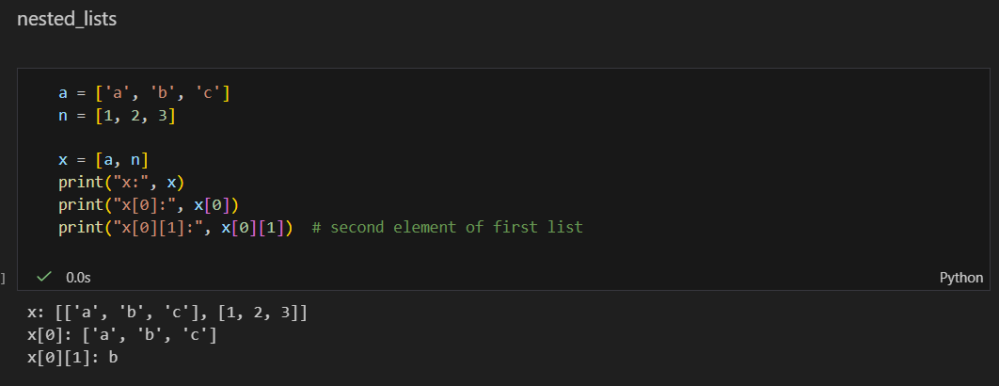 nested_lists
a = ['a', 'b', 'c']
n = [1, 2, 3]
x = [a, n]
print("x:", x)
print("x[0]:", x[0])
print("x[0][1]:", x[0][1])  # second element of first list
] 0.0s Python
x: [['a', 'b', 'c'], [1, 2, 3]]
x[0]: ['a', 'b', 'c']
x[0][1]: b